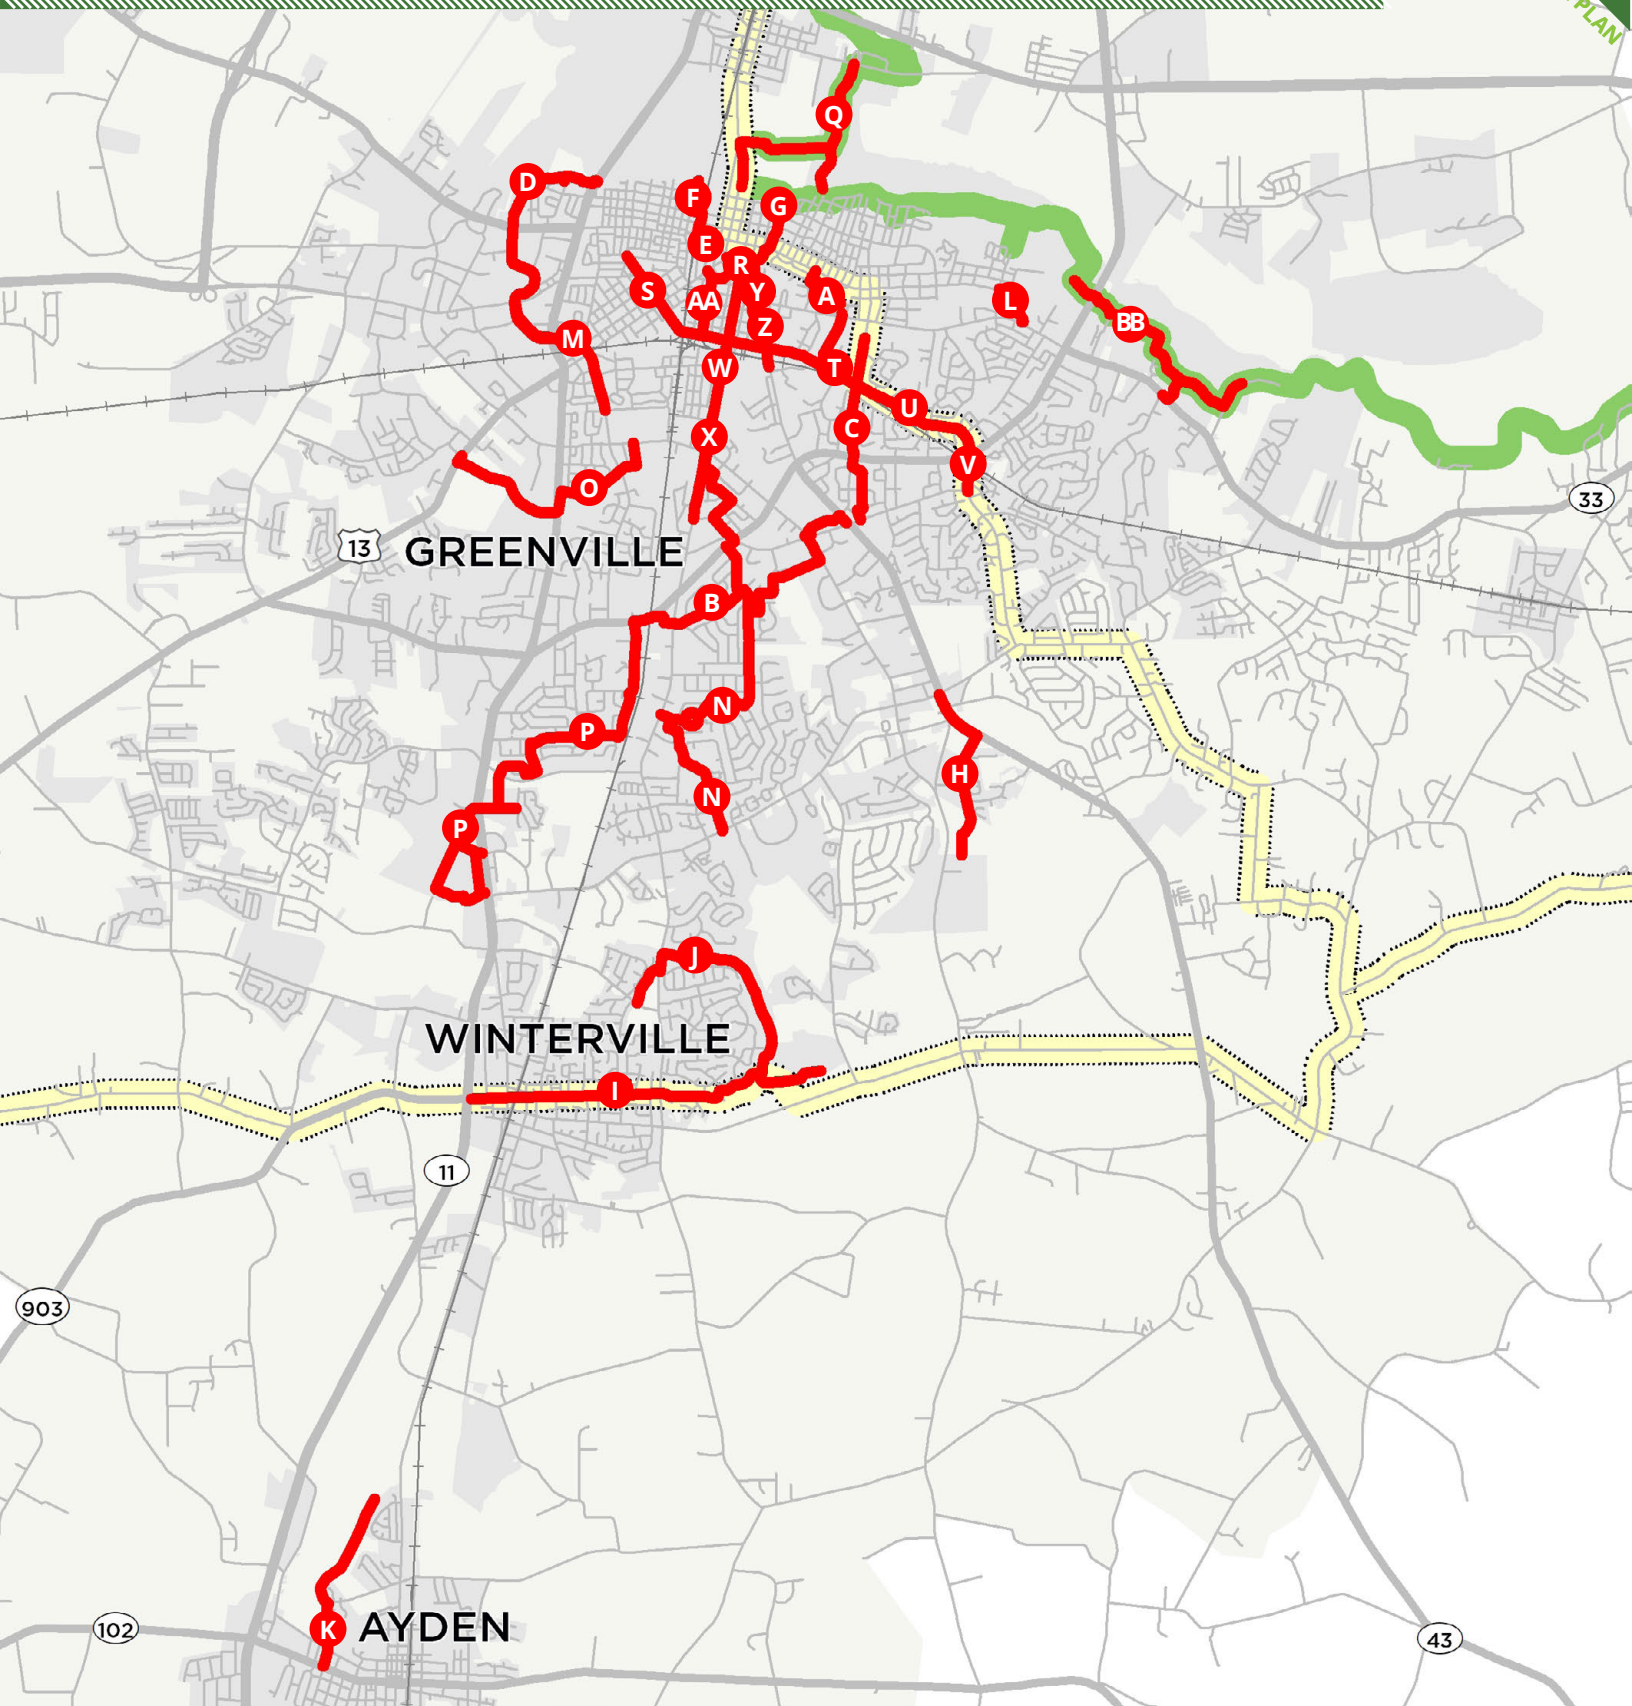 PLAN
Q
D
F
G
E
R
S
AA
Y
A
L
Z
BB
M
W
T
U
C
X
V
O
33
13
GREENVILLE
B
N
P
H
N
P
J
WINTERVILLE
I
11
903
K
AYDEN
102
43